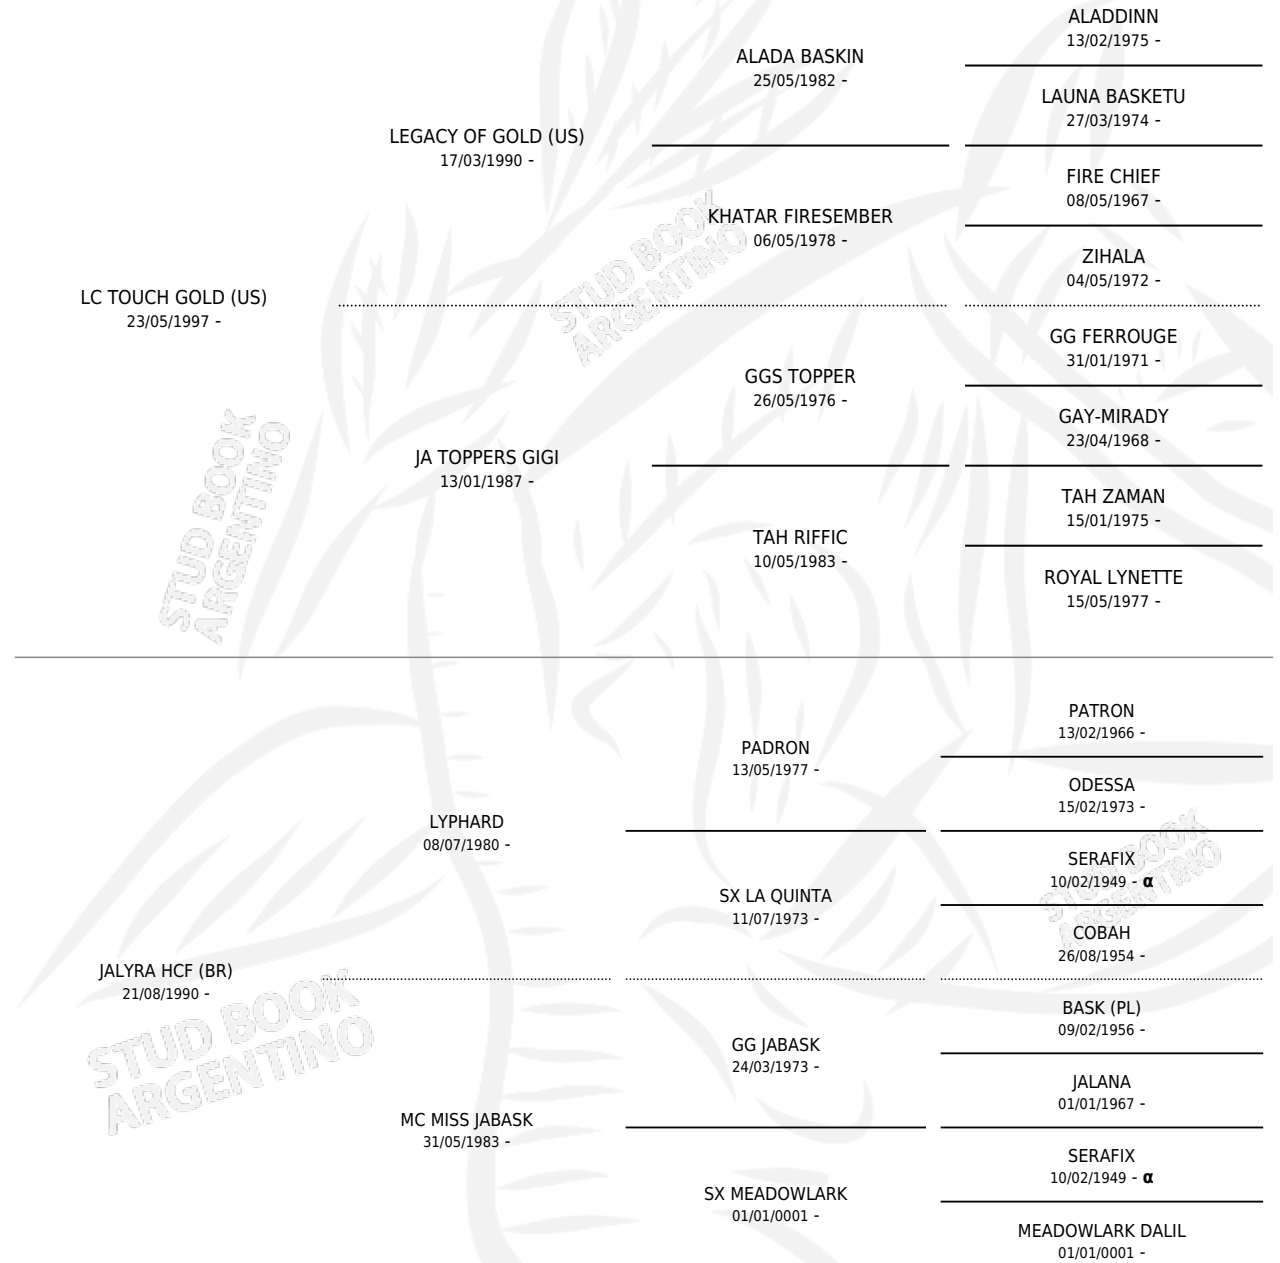 ALADDINN
13/02/1975 -
ALADA BASKIN
25/05/1982 -
LAUNA BASKETU
27/03/1974 -
LEGACY OF GOLD (US)
17/03/1990 -
FIRE CHIEF
08/05/1967 -
KHATAR FIRESEMBER
06/05/1978 -
ZIHALA
04/05/1972 -
LC TOUCH GOLD (US)
23/05/1997 -
GG FERROUGE
31/01/1971 -
GGS TOPPER
26/05/1976 -
GAY-MIRADY
23/04/1968 -
JA TOPPERS GIGI
13/01/1987 -
TAH ZAMAN
15/01/1975 -
TAH RIFFIC
10/05/1983 -
ROYAL LYNETTE
15/05/1977 -
PATRON
13/02/1966 -
PADRON
13/05/1977 -
ODESSA
15/02/1973 -
LYPHARD
08/07/1980 -
SERAFIX
10/02/1949 - α
SX LA QUINTA
11/07/1973 -
COBAH
26/08/1954 -
JALYRA HCF (BR)
21/08/1990 -
BASK (PL)
09/02/1956 -
GG JABASK
24/03/1973 -
JALANA
01/01/1967 -
MC MISS JABASK
31/05/1983 -
SERAFIX
10/02/1949 - α
SX MEADOWLARK
01/01/0001 -
MEADOWLARK DALIL
01/01/0001 -
STUD BOOK
ARGENTINO
STUD BOOK
ARGENTINO
STUD BOOK
ARGENTINO
STUD BOOK
ARGENTINO